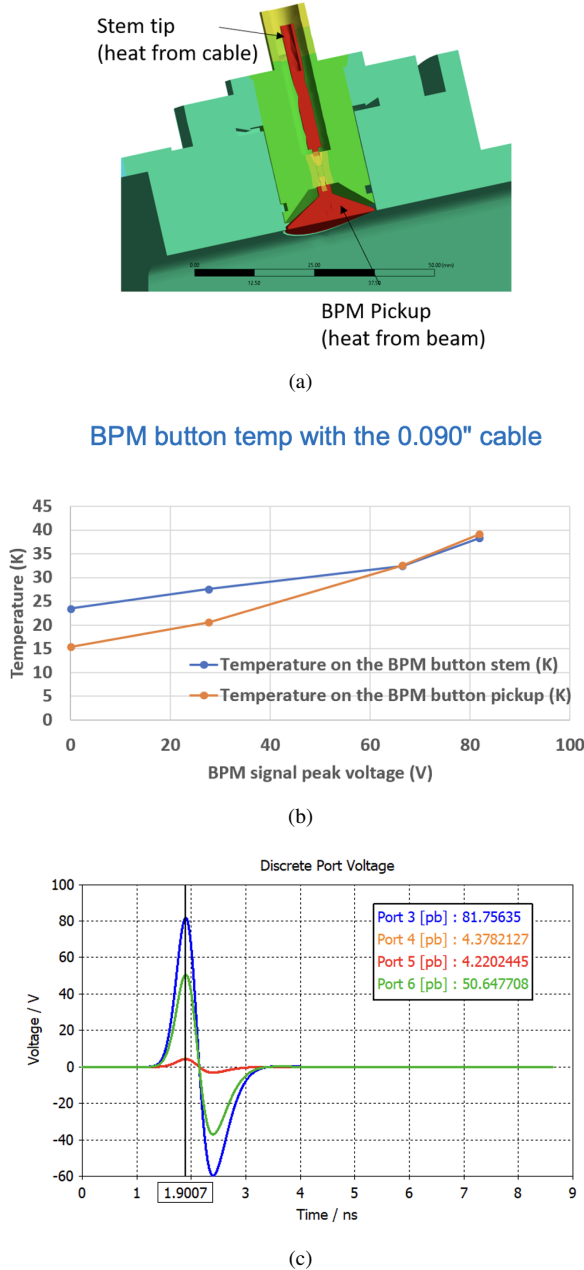 Stem tip
(heat from cable)
0.00
25.00
50.00 (mm)
12.50
37.50
BPM Pickup
(heat from beam)
(a)
BPM button temp with the 0.090" cable
45
40
35
30
25
20
15
10
5
0
Temperature (K)
Temperature on the BPM button stem (K)
Temperature on the BPM button pickup (K)
0 20 40 60 80 100
BPM signal peak voltage (V)
(b)
Discrete Port Voltage
100
80
60
40
20
0
-20
-40
-60
Voltage / V
Port 3 [pb] : 81.75635
Port 4 [pb] : 4.3782127
Port 5 [pb] : 4.2202445
Port 6 [pb] : 50.647708
0 1 1.9007 3 4 5 6 7 8 9
Time / ns
(c)